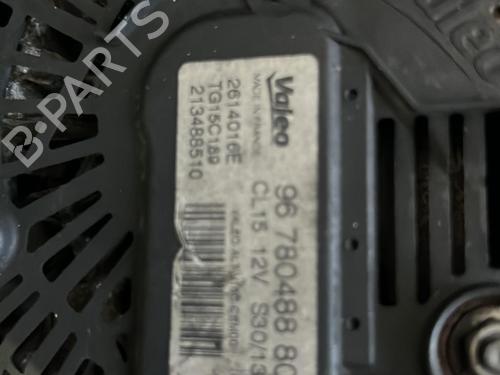 Valeo
MADE IN FRANCE
2614016E
TG15C189
213488510
96 780488 80
CL15 12V S30/13
B-PARTS